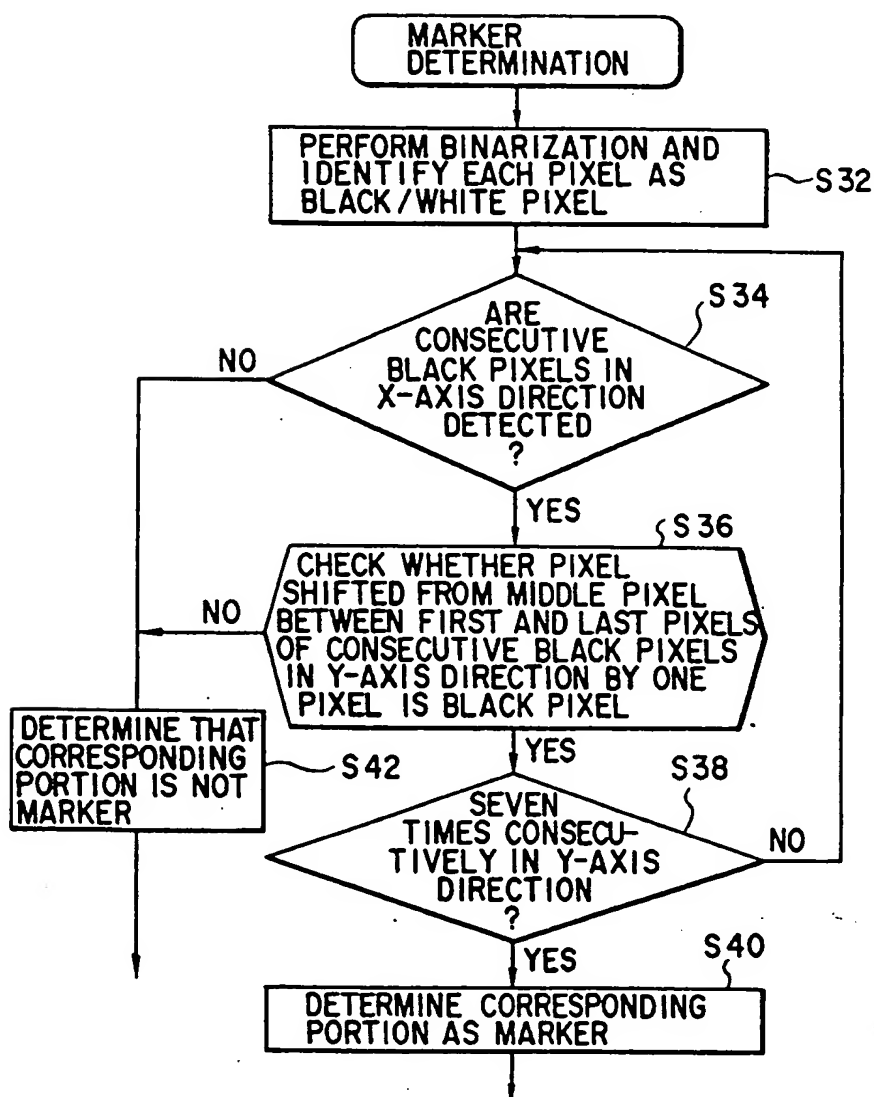 MARKER
DETERMINATION
PERFORM BINARIZATION AND
IDENTIFY EACH PIXEL AS
BLACK/WHITE PIXEL
S32
S34
ARE
CONSECUTIVE
BLACK PIXELS IN
X-AXIS DIRECTION
DETECTED
?
NO
YES
S36
CHECK WHETHER PIXEL
SHIFTED FROM MIDDLE PIXEL
BETWEEN FIRST AND LAST PIXELS
OF CONSECUTIVE BLACK PIXELS
IN Y-AXIS DIRECTION BY ONE
PIXEL IS BLACK PIXEL
NO
YES
DETERMINE THAT
CORRESPONDING
PORTION IS NOT
MARKER
S42
S38
SEVEN
TIMES CONSECU-
TIVELY IN Y-AXIS
DIRECTION
?
NO
YES
S40
DETERMINE CORRESPONDING
PORTION AS MARKER